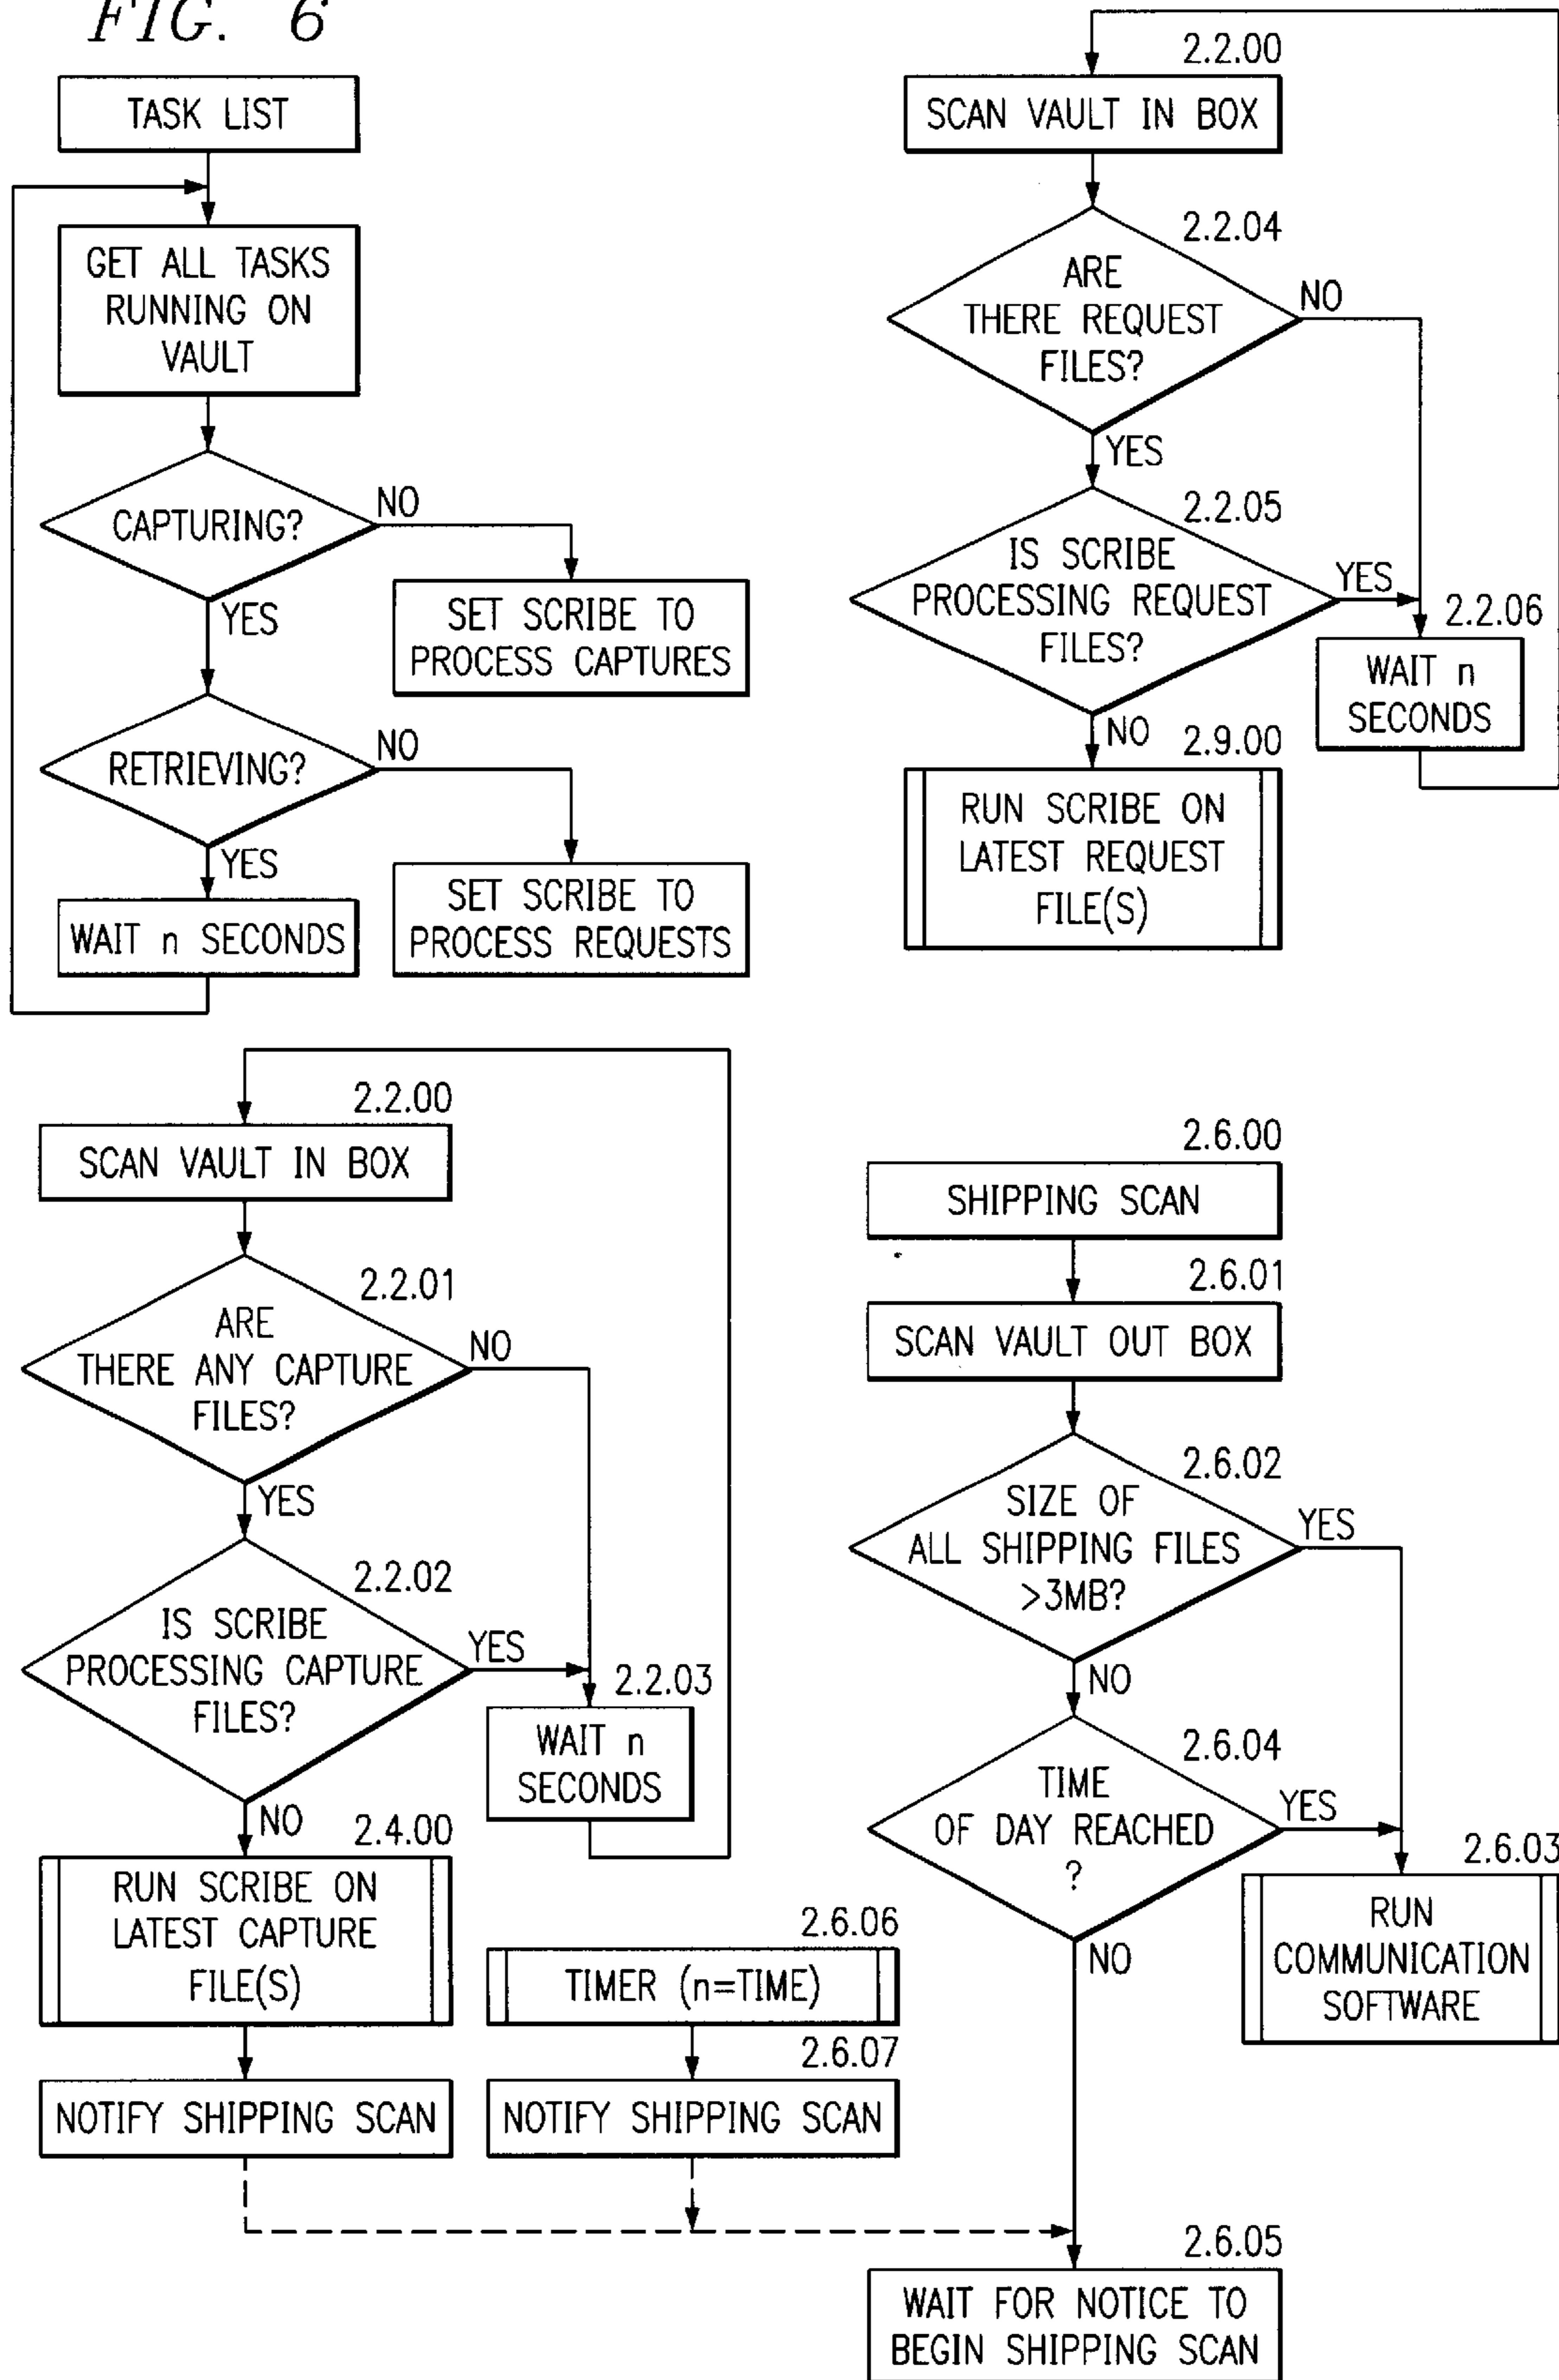 FIG. 6
TASK LIST
GET ALL TASKS
RUNNING ON
VAULT
CAPTURING?
NO
YES
SET SCRIBE TO
PROCESS CAPTURES
RETRIEVING?
NO
YES
SET SCRIBE TO
PROCESS REQUESTS
WAIT n SECONDS
2.2.00
SCAN VAULT IN BOX
2.2.04
ARE
THERE REQUEST
FILES?
NO
YES
2.2.05
IS SCRIBE
PROCESSING REQUEST
FILES?
YES
2.2.06
WAIT n
SECONDS
NO
2.9.00
RUN SCRIBE ON
LATEST REQUEST
FILE(S)
2.2.00
SCAN VAULT IN BOX
2.2.01
ARE
THERE ANY CAPTURE
FILES?
NO
YES
2.2.02
IS SCRIBE
PROCESSING CAPTURE
FILES?
YES
2.2.03
WAIT n
SECONDS
NO
2.4.00
RUN SCRIBE ON
LATEST CAPTURE
FILE(S)
NOTIFY SHIPPING SCAN
2.6.06
TIMER (n=TIME)
2.6.07
NOTIFY SHIPPING SCAN
2.6.00
SHIPPING SCAN
2.6.01
SCAN VAULT OUT BOX
2.6.02
SIZE OF
ALL SHIPPING FILES
>3MB?
YES
NO
2.6.04
TIME
OF DAY REACHED
?
YES
2.6.03
RUN
COMMUNICATION
SOFTWARE
NO
2.6.05
WAIT FOR NOTICE TO
BEGIN SHIPPING SCAN